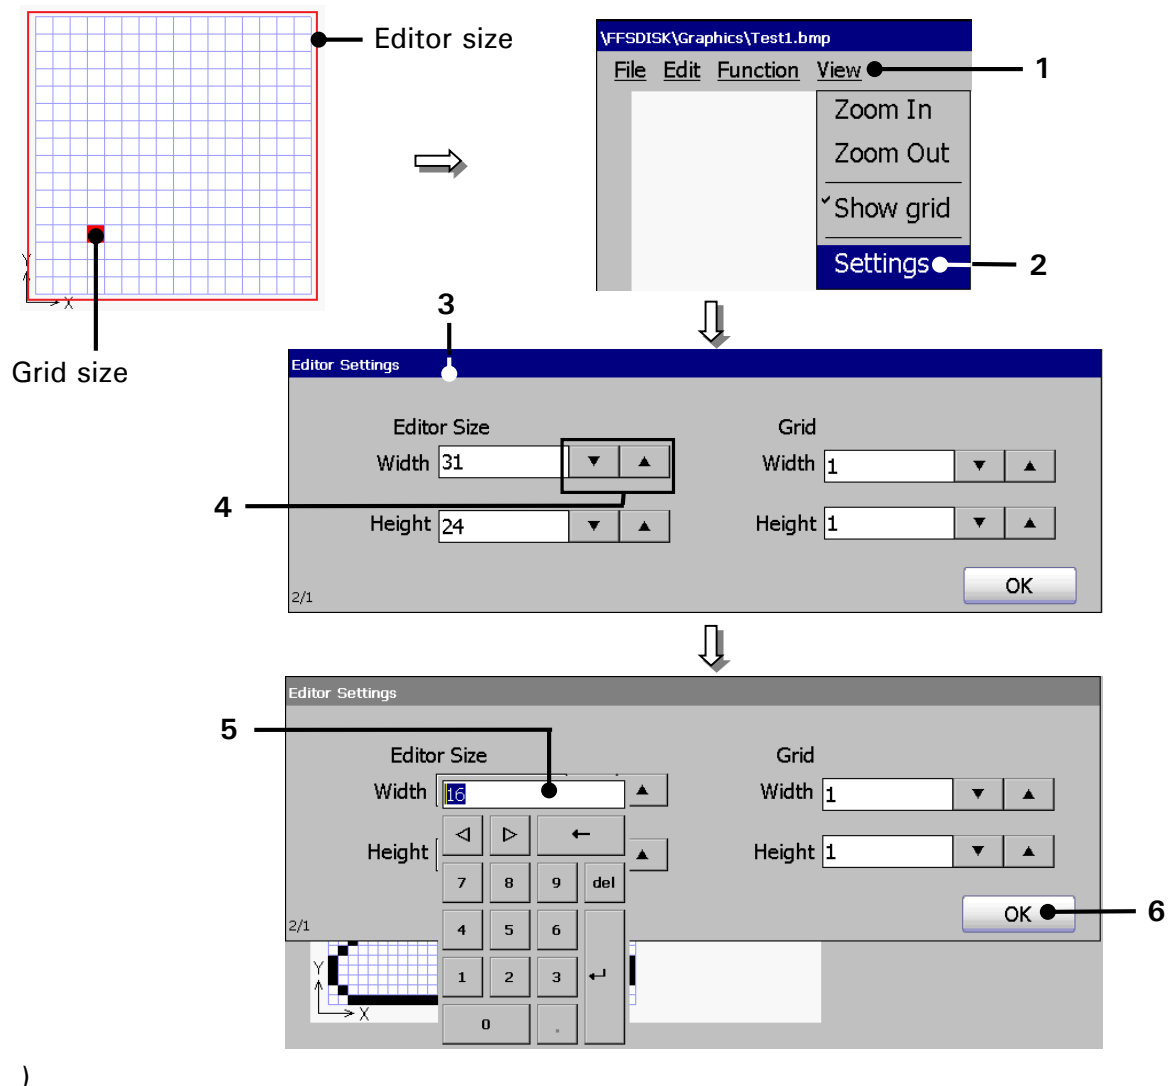 Editor size
Grid size
Y
X
\FFSDISK\Graphics\Test1.bmp
File Edit Function View
1
Zoom In
Zoom Out
Show grid
Settings
2
3
Editor Settings
Editor Size
Grid
Width 31
Width 1
4
Height 24
Height 1
OK
2/1
Editor Settings
5
Editor Size
Grid
Width 16
Width 1
Height
Height 1
7 8 9 del
4 5 6
1 2 3
0 .
OK
6
2/1
Y
X
)